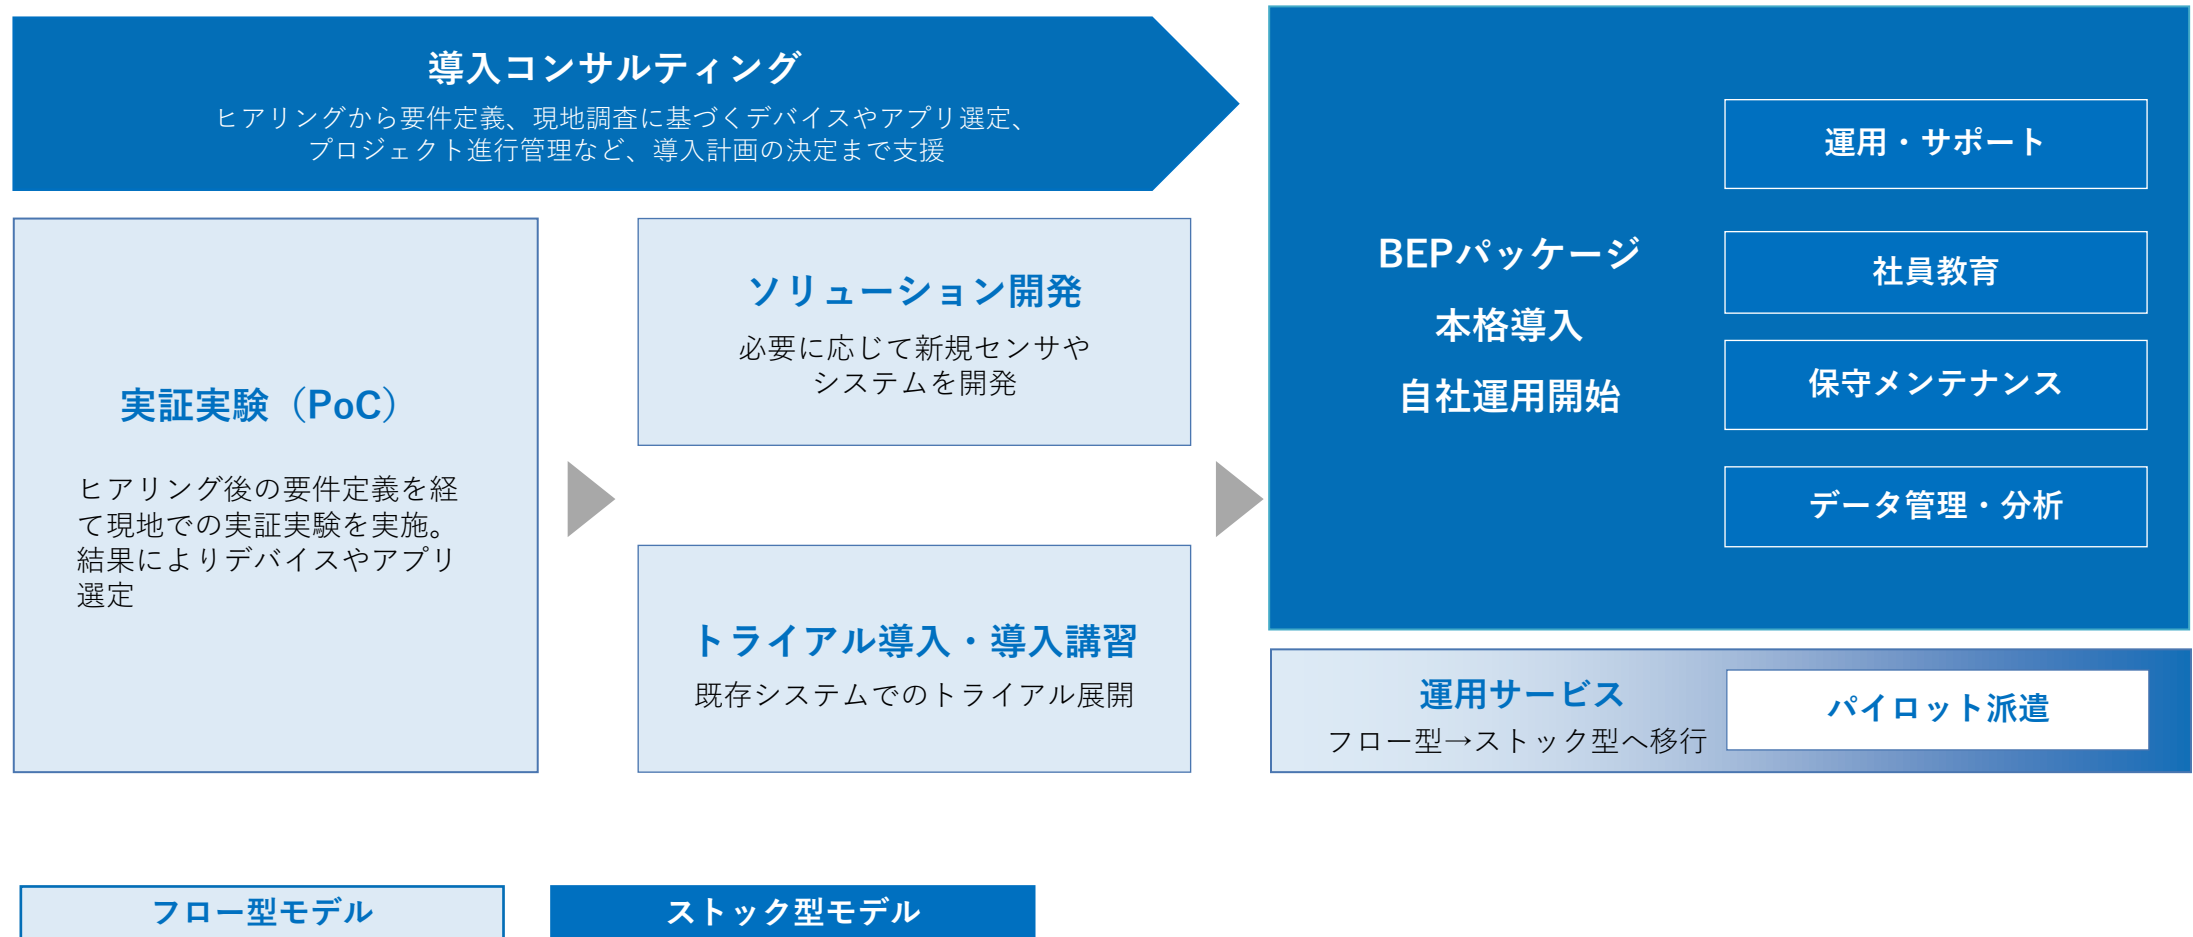 導入コンサルティング
ヒアリングから要件定義、現地調査に基づくデバイスやアプリ選定、
プロジェクト進行管理など、導入計画の決定まで支援
実証実験（PoC）
ヒアリング後の要件定義を経
て現地での実証実験を実施。
結果によりデバイスやアプリ
選定
ソリューション開発
必要に応じて新規センサや
システムを開発
トライアル導入・導入講習
既存システムでのトライアル展開
BEPパッケージ
本格導入
自社運用開始
運用・サポート
社員教育
保守メンテナンス
データ管理・分析
運用サービス
フロー型→ストック型へ移行
パイロット派遣
フロー型モデル
ストック型モデル